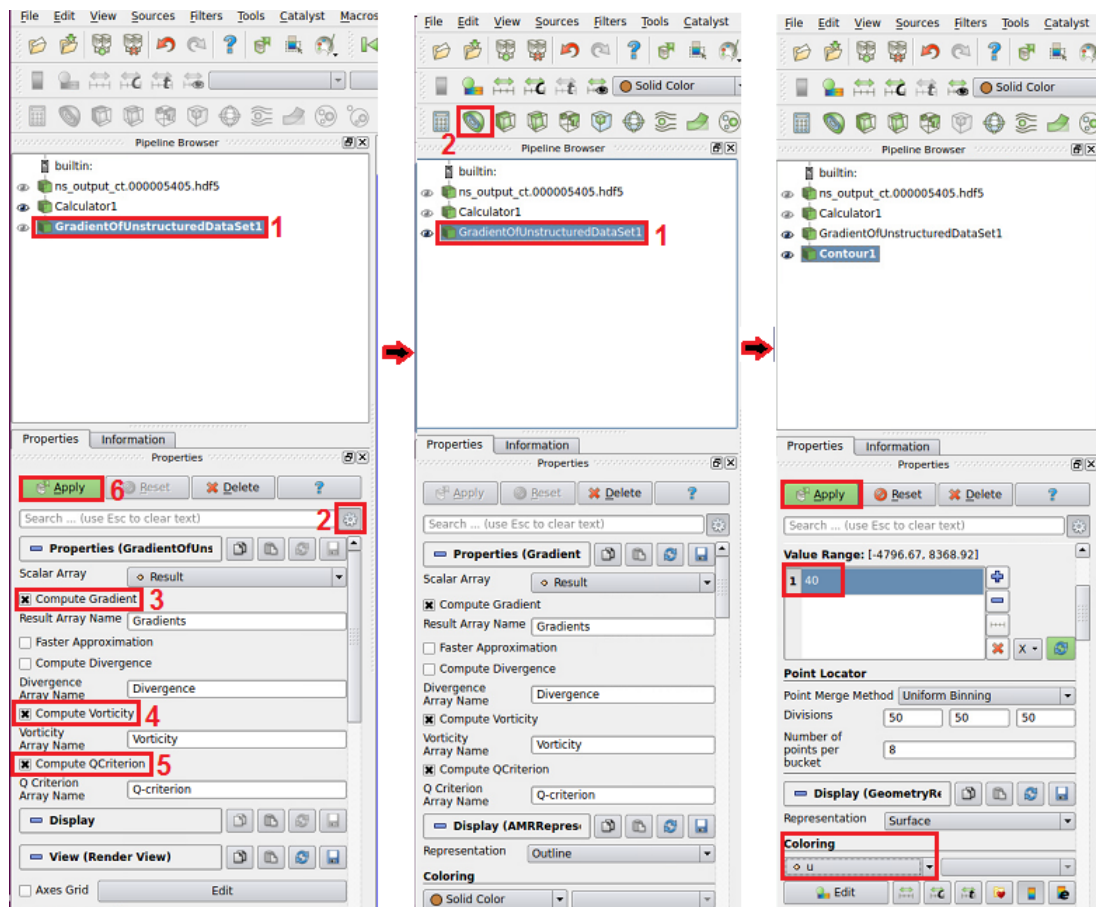 File Edit View Sources Filters Tools Catalyst Macros
Pipeline Browser
builtin:
ns_output_ct.000005405.hdf5
Calculator1
GradientOfUnstructuredDataSet1 1
Properties Information
Properties
Apply 6 Reset Delete ?
Search ... (use Esc to clear text) 2
Properties (GradientOfUns
Scalar Array Result
Compute Gradient 3
Result Array Name Gradients
Faster Approximation
Compute Divergence
Divergence
Array Name Divergence
Compute Vorticity 4
Vorticity
Array Name Vorticity
Compute QCriterion 5
Q Criterion
Array Name Q-criterion
Display
View (Render View)
Axes Grid Edit
File Edit View Sources Filters Tools Catalyst
Solid Color
2
Pipeline Browser
builtin:
ns_output_ct.000005405.hdf5
Calculator1
GradientOfUnstructuredDataSet1 1
Properties Information
Properties
Apply Reset Delete ?
Search ... (use Esc to clear text)
Properties (Gradient
Scalar Array Result
Compute Gradient
Result Array Name Gradients
Faster Approximation
Compute Divergence
Divergence
Array Name Divergence
Compute Vorticity
Vorticity
Array Name Vorticity
Compute QCriterion
Q Criterion
Array Name Q-criterion
Display (AMRRepres
Representation Outline
Coloring
Solid Color
File Edit View Sources Filters Tools Catalyst
Solid Color
Pipeline Browser
builtin:
ns_output_ct.000005405.hdf5
Calculator1
GradientOfUnstructuredDataSet1
Contour1
Properties Information
Properties
Apply Reset Delete ?
Search ... (use Esc to clear text)
Value Range: [-4796.67, 8368.92]
1 40
X
Point Locator
Point Merge Method Uniform Binning
Divisions 50 50 50
Number of
points per
bucket 8
Display (GeometryRe
Representation Surface
Coloring
u
Edit